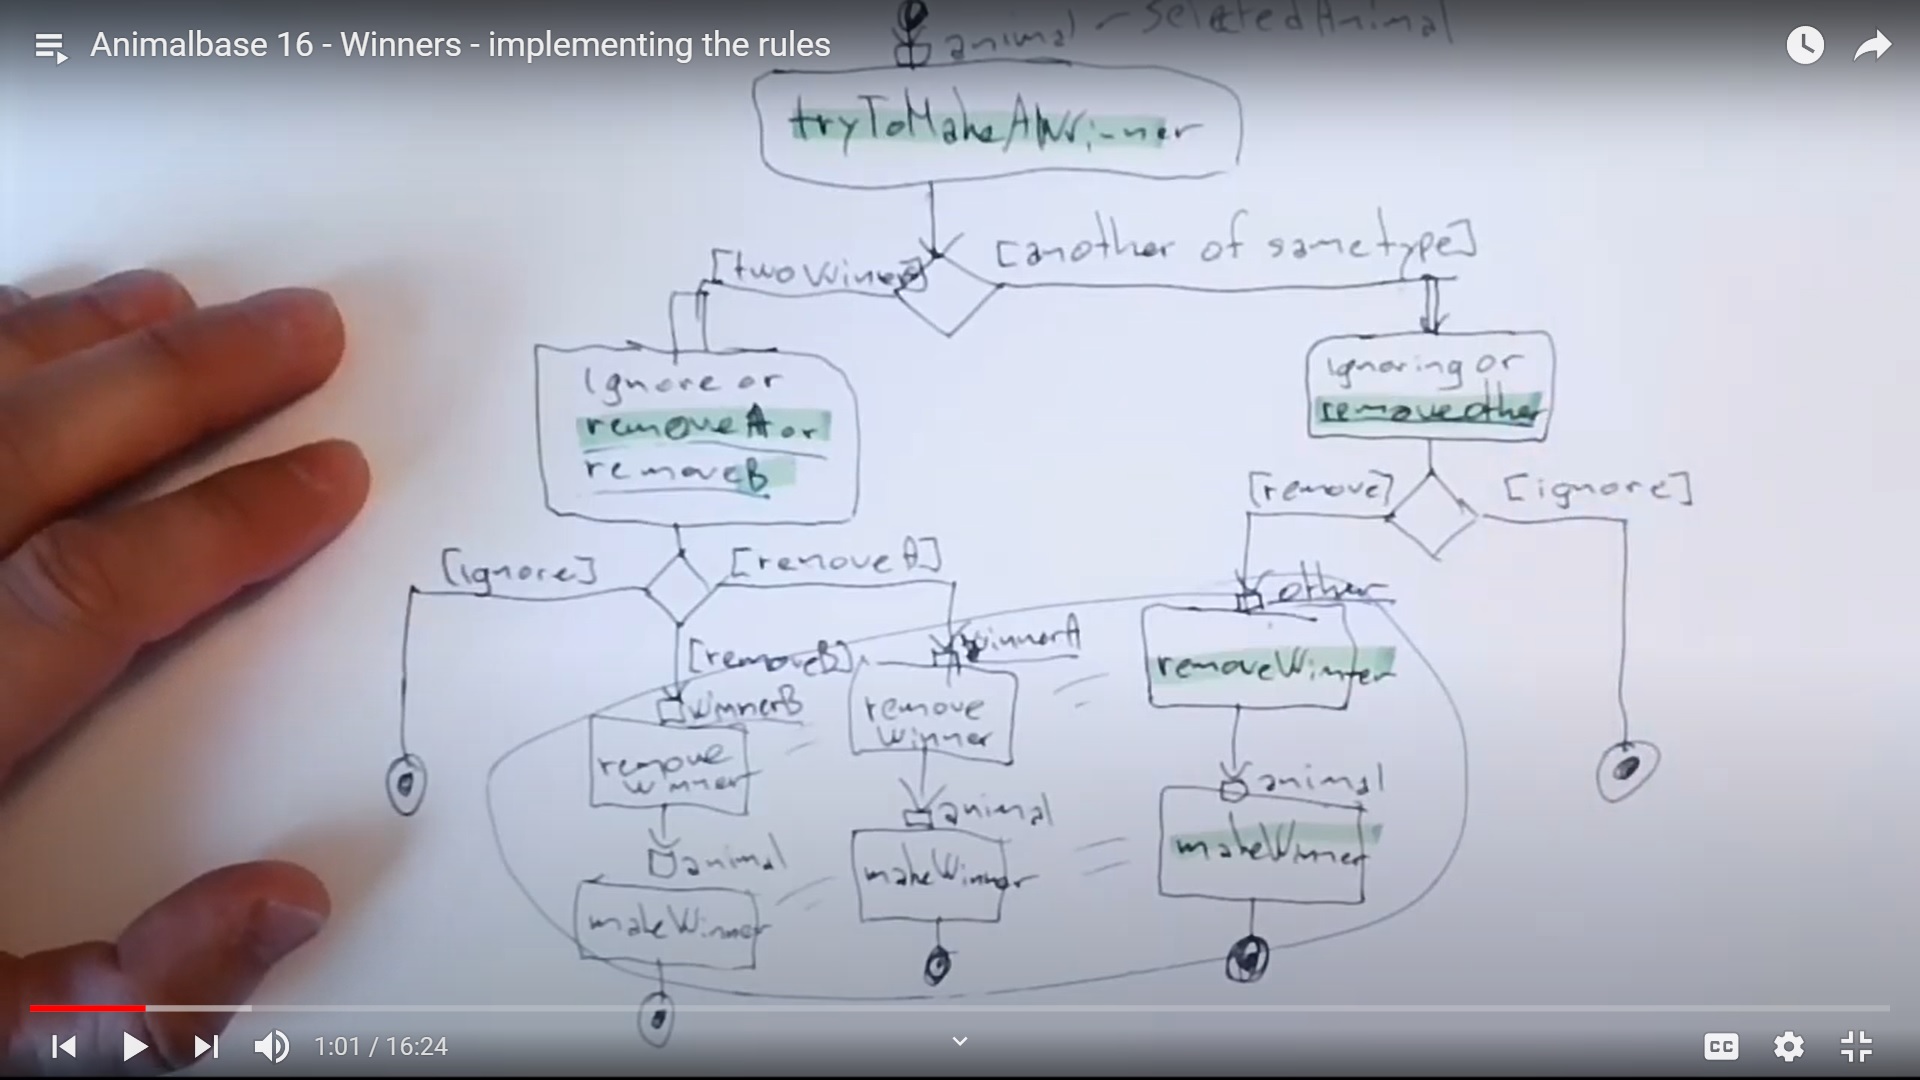 Animalbase 16 - Winners - implementing the rules
animal - SelectedAnimal
tryToMakeAWinner
[another of same type]
[twoWiners]
Ignore or
removeA or
removeB
ignoring or
removeother
[remove]
[ignore]
[ignore]
[removeA]
other
[removeB]
winnerA
removeWinner
winnerB
remove
winner
remove
winner
animal
animal
animal
makeWinner
makeWinner
makeWinner
1:01 / 16:24
CC